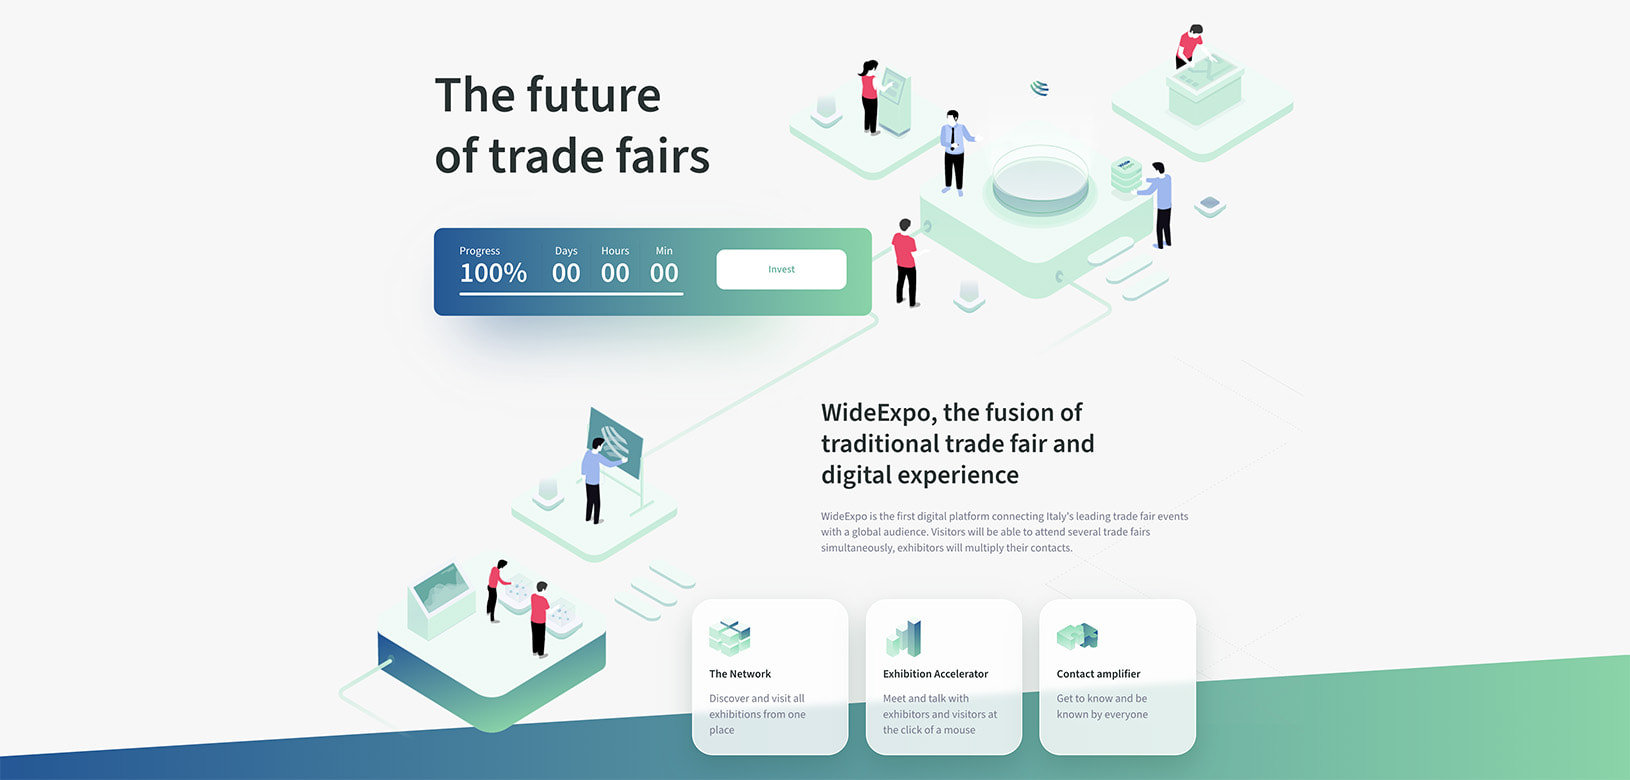 The future
of trade fairs
Progress Days Hours Min
100% 00 00 00
Invest
WideExpo, the fusion of
traditional trade fair and
digital experience
WideExpo is the first digital platform connecting Italy's leading trade fair events
with a global audience. Visitors will be able to attend several trade fairs
simultaneously, exhibitors will multiply their contacts.
The Network
Discover and visit all
exhibitions from one
place
Exhibition Accelerator
Meet and talk with
exhibitors and visitors at
the click of a mouse
Contact amplifier
Get to know and be
known by everyone